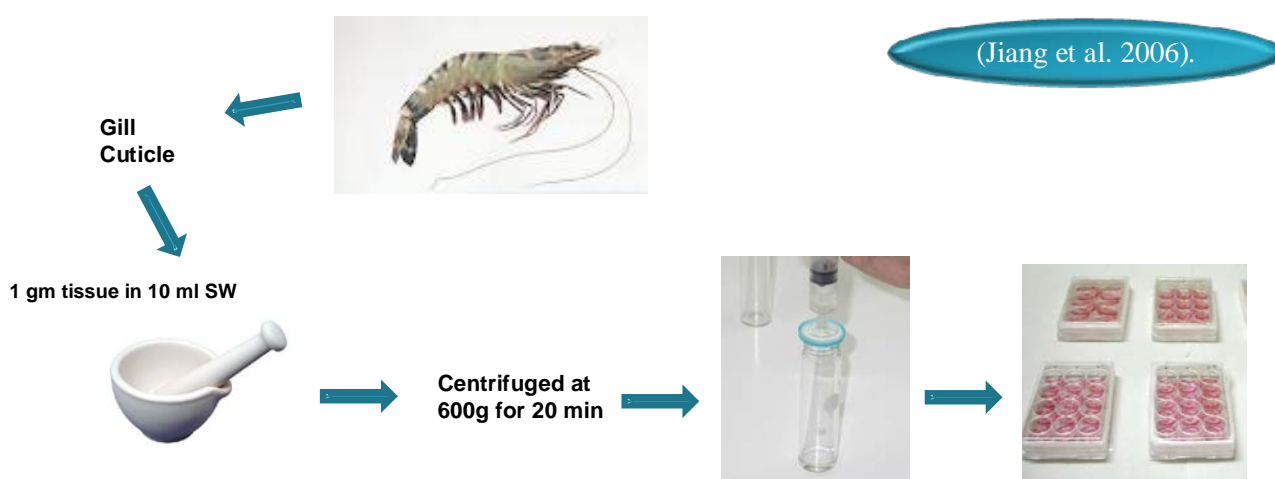 (Jiang et al. 2006).
Gill
Cuticle
1 gm tissue in 10 ml SW
Centrifuged at
600g for 20 min